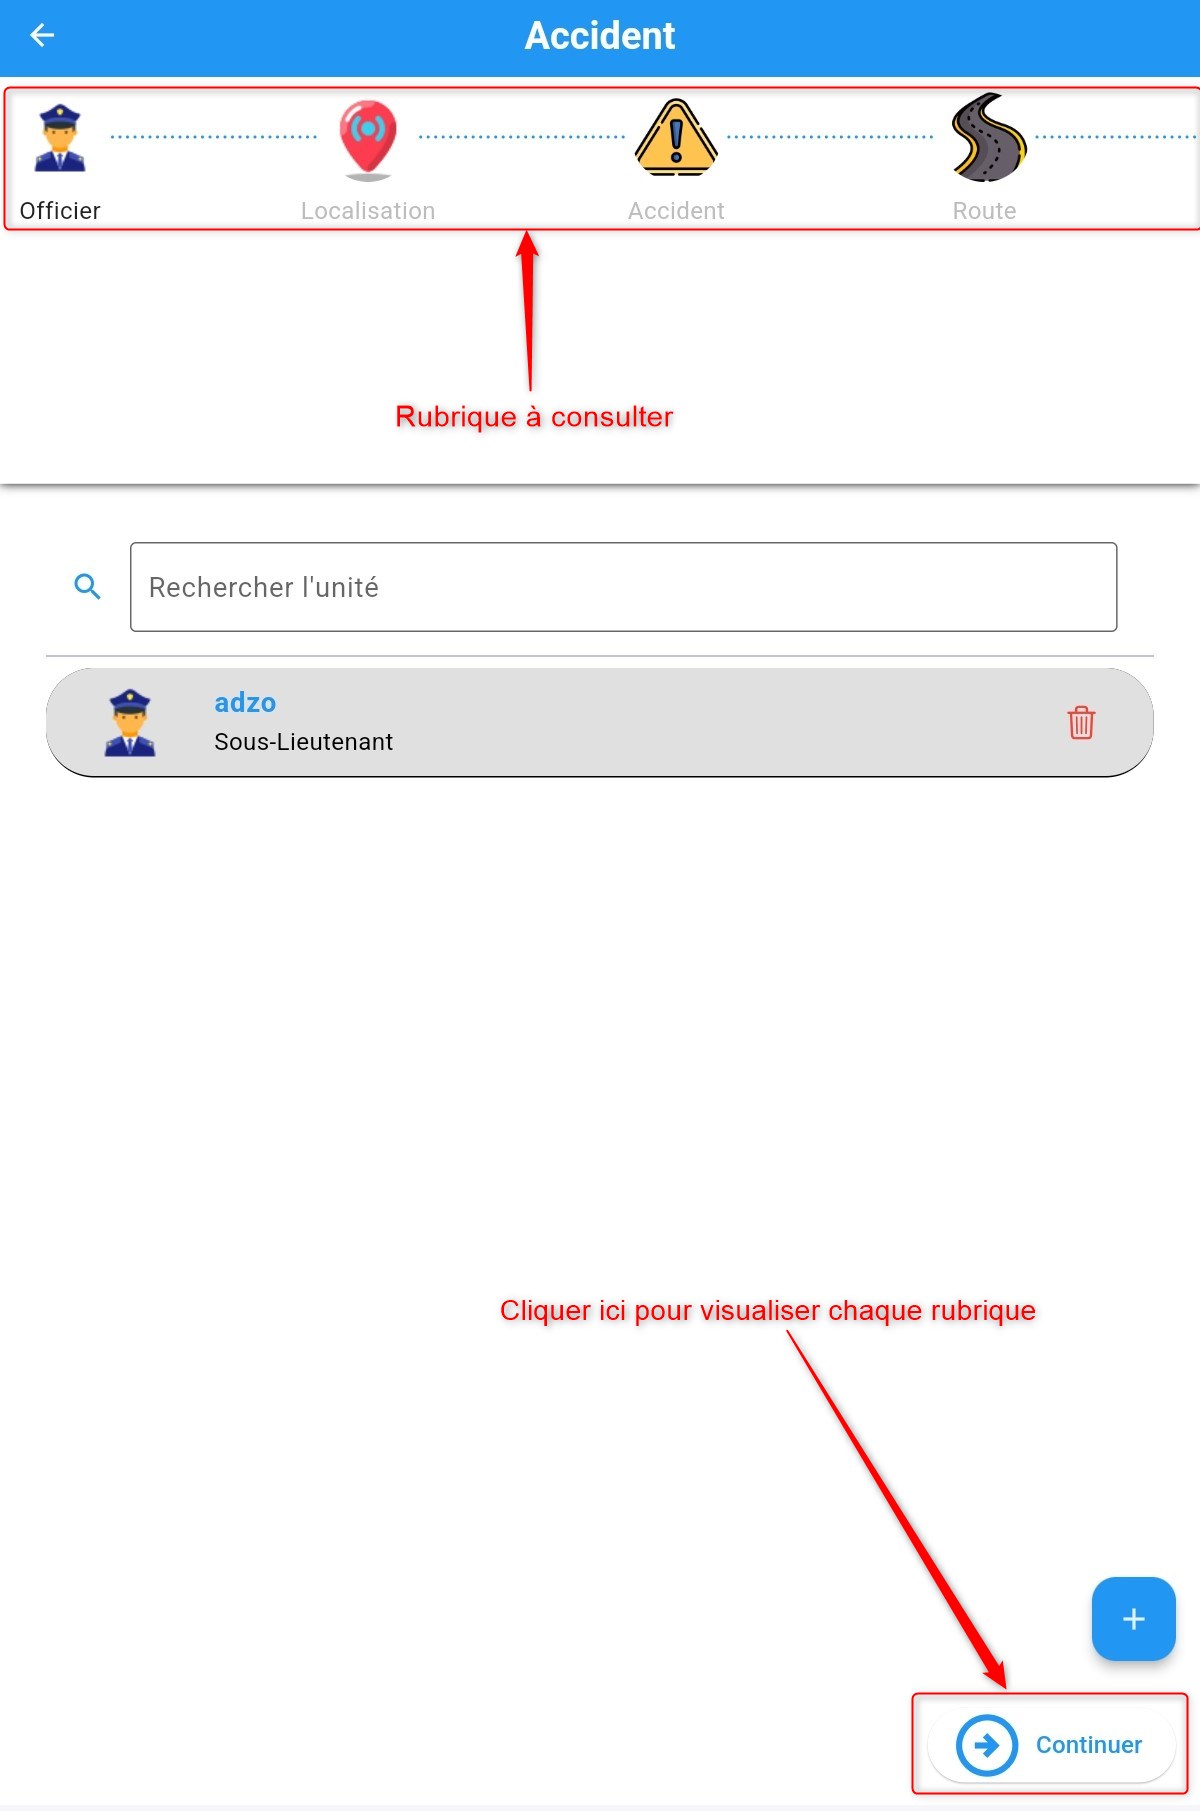 Accident
Officier
Localisation
Accident
Route
Rubrique à consulter
Rechercher l'unité
adzo
Sous-Lieutenant
Cliquer ici pour visualiser chaque rubrique
+
Continuer